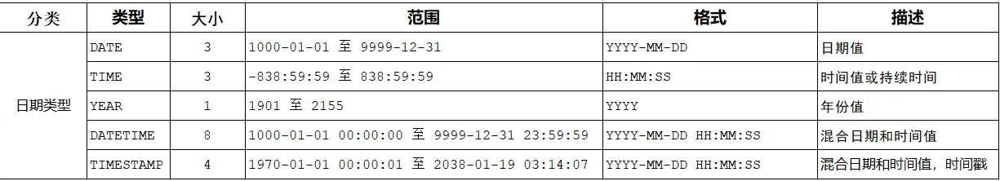 分类 类型 大小 范围 格式 描述
DATE 3 1000-01-01 至 9999-12-31 YYYY-MM-DD 日期值
TIME 3 -838:59:59 至 838:59:59 HH:MM:SS 时间值或持续时间
日期类型 YEAR 1 1901 至 2155 YYYY 年份值
DATETIME 8 1000-01-01 00:00:00 至 9999-12-31 23:59:59 YYYY-MM-DD HH:MM:SS 混合日期和时间值
TIMESTAMP 4 1970-01-01 00:00:01 至 2038-01-19 03:14:07 YYYY-MM-DD HH:MM:SS 混合日期和时间值，时间戳